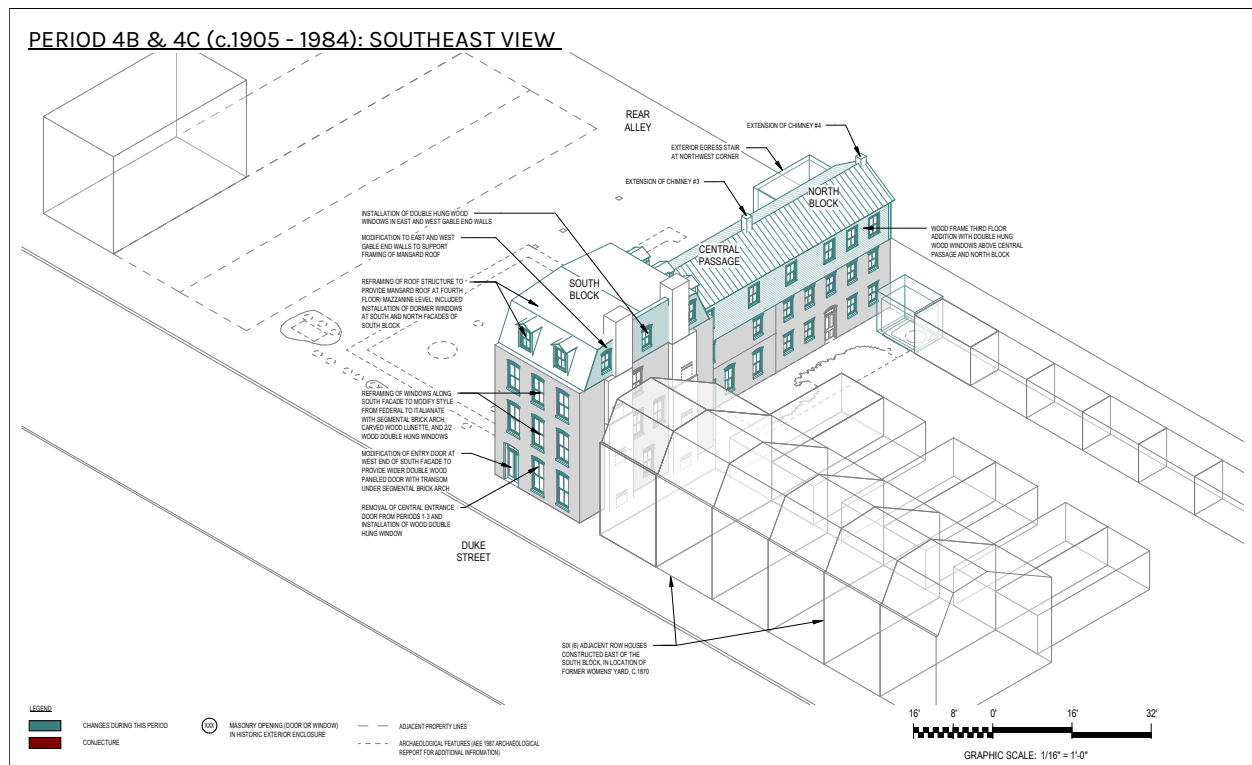 PERIOD 4B & 4C (c.1905 - 1984): SOUTHEAST VIEW
REAR
ALLEY
EXTENSION OF CHIMNEY #4
EXTERIOR EGRESS STAIR
AT NORTHWEST CORNER
EXTENSION OF CHIMNEY #3
NORTH
BLOCK
INSTALLATION OF DOUBLE HUNG WOOD
WINDOWS IN EAST AND WEST GABLE END WALLS
MODIFICATION TO EAST AND WEST
GABLE END WALLS TO SUPPORT
FRAMING OF MANSARD ROOF
CENTRAL
PASSAGE
WOOD FRAME THIRD FLOOR
ADDITION WITH DOUBLE HUNG
WOOD WINDOWS ABOVE CENTRAL
PASSAGE AND NORTH BLOCK
REFRAMING OF ROOF STRUCTURE TO
PROVIDE MANSARD ROOF AT FOURTH
FLOOR/ MAZZANINE LEVEL; INCLUDED
INSTALLATION OF DORMER WINDOWS
AT SOUTH AND NORTH FACADES OF
SOUTH BLOCK
SOUTH
BLOCK
REFRAMING OF WINDOWS ALONG
SOUTH FACADE TO MODIFY STYLE
FROM FEDERAL TO ITALIANATE
WITH SEGMENTAL BRICK ARCH,
CARVED WOOD LUNETTE, AND 2/2
WOOD DOUBLE HUNG WINDOWS
MODIFICATION OF ENTRY DOOR AT
WEST END OF SOUTH FACADE TO
PROVIDE WIDER DOUBLE WOOD
PANELED DOOR WITH TRANSOM
UNDER SEGMENTAL BRICK ARCH
REMOVAL OF CENTRAL ENTRANCE
DOOR FROM PERIODS 1-3 AND
INSTALLATION OF WOOD DOUBLE
HUNG WINDOW
DUKE
STREET
SIX (6) ADJACENT ROW HOUSES
CONSTRUCTED EAST OF THE
SOUTH BLOCK, IN LOCATION OF
FORMER WOMENS' YARD, C.1870
LEGEND
CHANGES DURING THIS PERIOD
CONJECTURE
XXX
MASONRY OPENING (DOOR OR WINDOW)
IN HISTORIC EXTERIOR ENCLOSURE
ADJACENT PROPERTY LINES
ARCHAEOLOGICAL FEATURES (AEE 1987 ARCHAEOLOGICAL
REPPORT FOR ADDITIONAL INFROMATION)
16' 8' 0' 16' 32'
GRAPHIC SCALE: 1/16" = 1'-0"